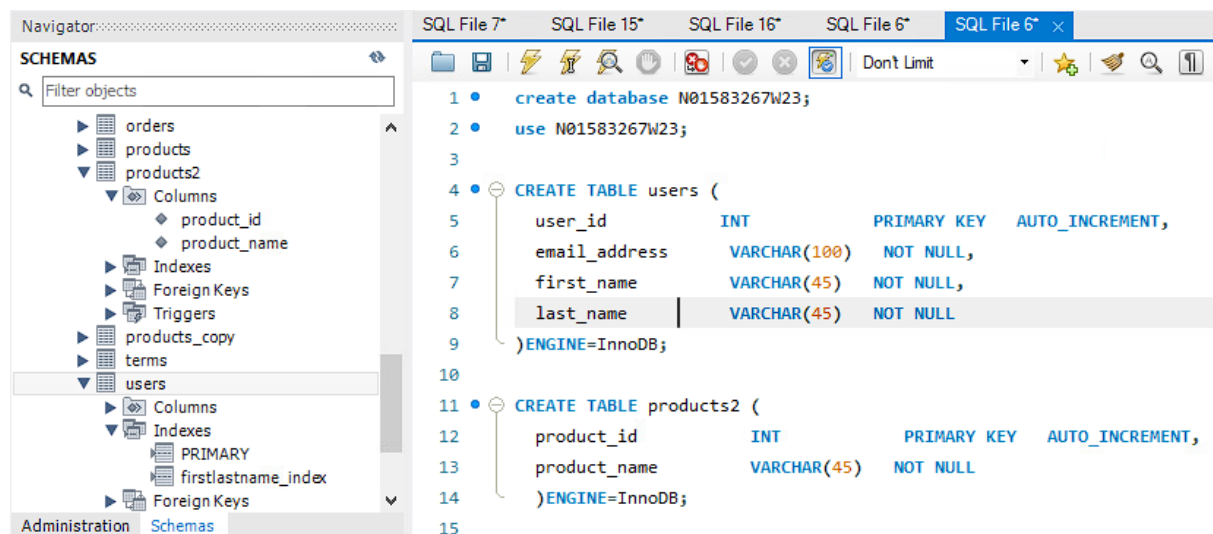 Navigator
SCHEMAS
Filter objects
orders
products
products2
Columns
product_id
product_name
Indexes
Foreign Keys
Triggers
products_copy
terms
users
Columns
Indexes
PRIMARY
firstlastname_index
Foreign Keys
Administration Schemas
SQL File 7* SQL File 15* SQL File 16* SQL File 6* SQL File 6*
Don't Limit
1 create database N01583267W23;
2 use N01583267W23;
3
4 CREATE TABLE users (
5 user_id INT PRIMARY KEY AUTO_INCREMENT,
6 email_address VARCHAR(100) NOT NULL,
7 first_name VARCHAR(45) NOT NULL,
8 last_name VARCHAR(45) NOT NULL
9 )ENGINE=InnoDB;
10
11 CREATE TABLE products2 (
12 product_id INT PRIMARY KEY AUTO_INCREMENT,
13 product_name VARCHAR(45) NOT NULL
14 )ENGINE=InnoDB;
15